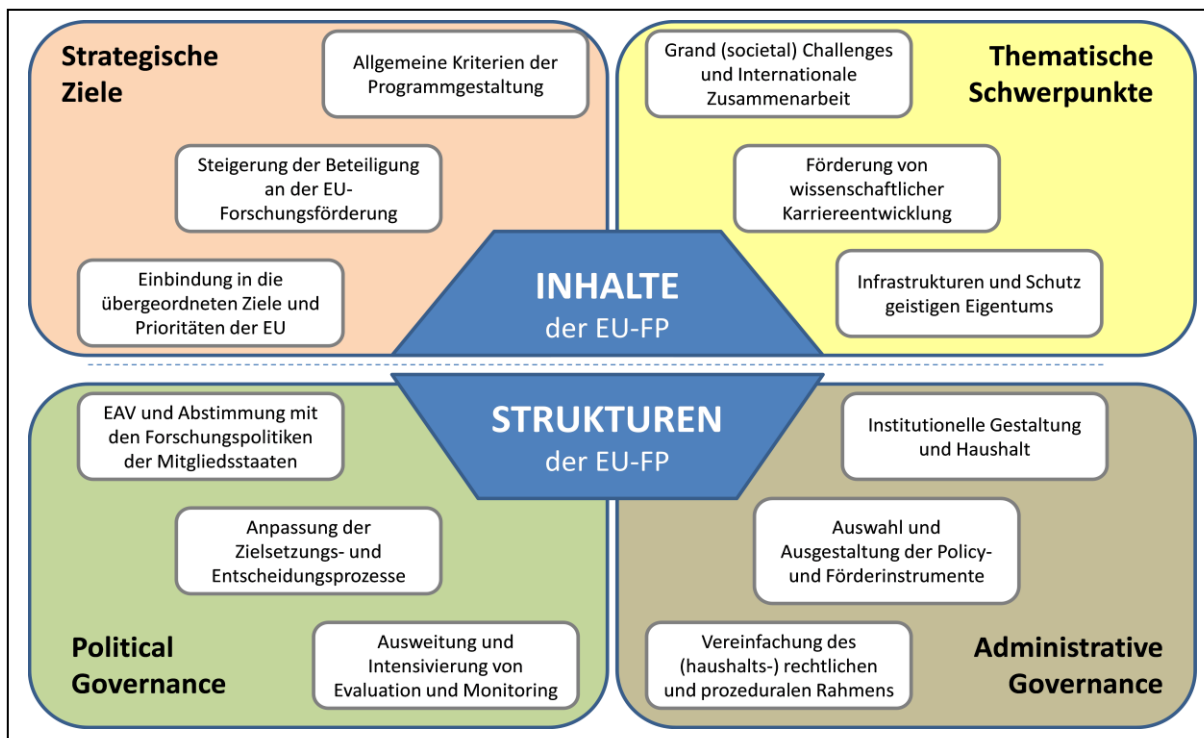 Strategische
Ziele
Allgemeine Kriterien der
Programmgestaltung
Steigerung der Beteiligung
an der EU-
Forschungsförderung
Einbindung in die
übergeordneten Ziele und
Prioritäten der EU
Grand (societal) Challenges
und Internationale
Zusammenarbeit
Thematische
Schwerpunkte
Förderung von
wissenschaftlicher
Karriereentwicklung
Infrastrukturen und Schutz
geistigen Eigentums
INHALTE
der EU-FP
STRUKTUREN
der EU-FP
EAV und Abstimmung mit
den Forschungspolitiken
der Mitgliedsstaaten
Anpassung der
Zielsetzungs- und
Entscheidungsprozesse
Political
Governance
Ausweitung und
Intensivierung von
Evaluation und Monitoring
Institutionelle Gestaltung
und Haushalt
Auswahl und
Ausgestaltung der Policy-
und Förderinstrumente
Vereinfachung des
(haushalts-) rechtlichen
und prozeduralen Rahmens
Administrative
Governance